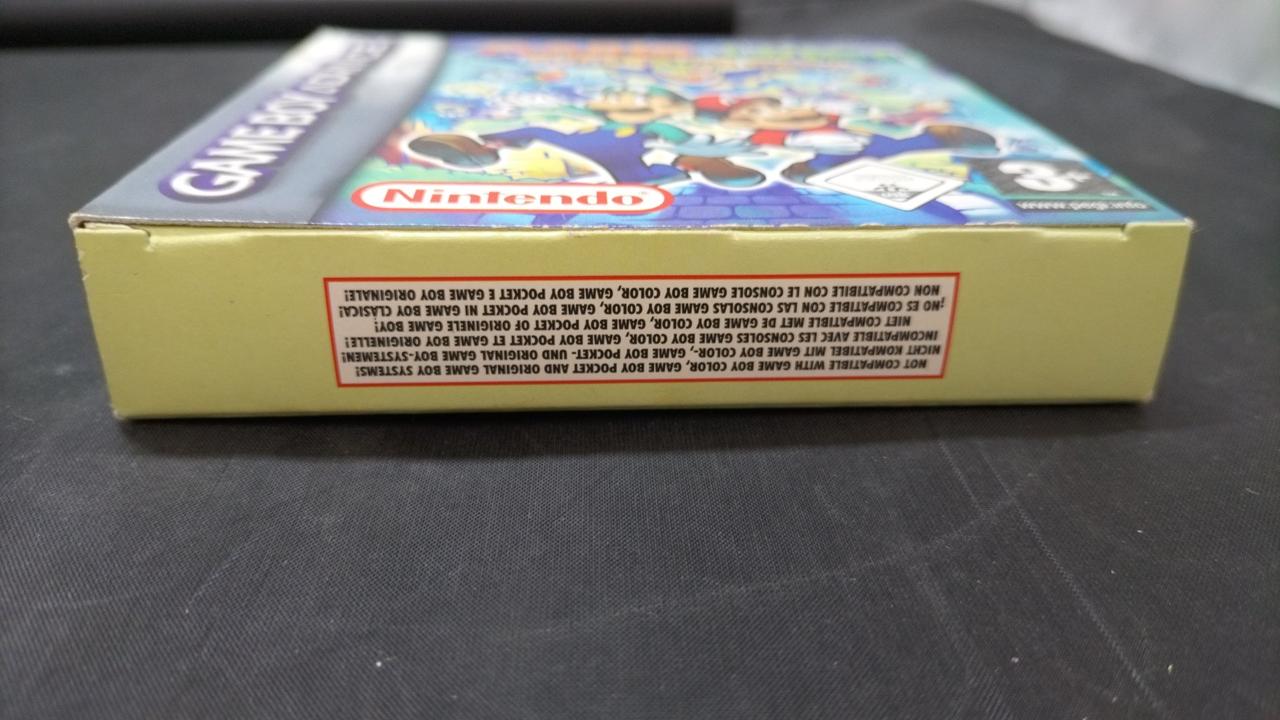 GAME BOY ADVANCE
Nintendo
3+
www.pegi.info
NOT COMPATIBLE WITH GAME BOY COLOR, GAME BOY POCKET AND ORIGINAL GAME BOY SYSTEMS!
NICHT KOMPATIBEL MIT GAME BOY COLOR-, GAME BOY POCKET- UND ORIGINAL GAME BOY-SYSTEMEN!
INCOMPATIBLE AVEC LES CONSOLES GAME BOY COLOR, GAME BOY POCKET ET GAME BOY ORIGINELLE!
NIET COMPATIBLE MET DE GAME BOY COLOR, GAME BOY POCKET OF ORIGINELE GAME BOY!
¡NO ES COMPATIBLE CON LAS CONSOLAS GAME BOY COLOR, GAME BOY POCKET NI GAME BOY CLÁSICA!
NON COMPATIBILE CON LE CONSOLE GAME BOY COLOR, GAME BOY POCKET E GAME BOY ORIGINALE!